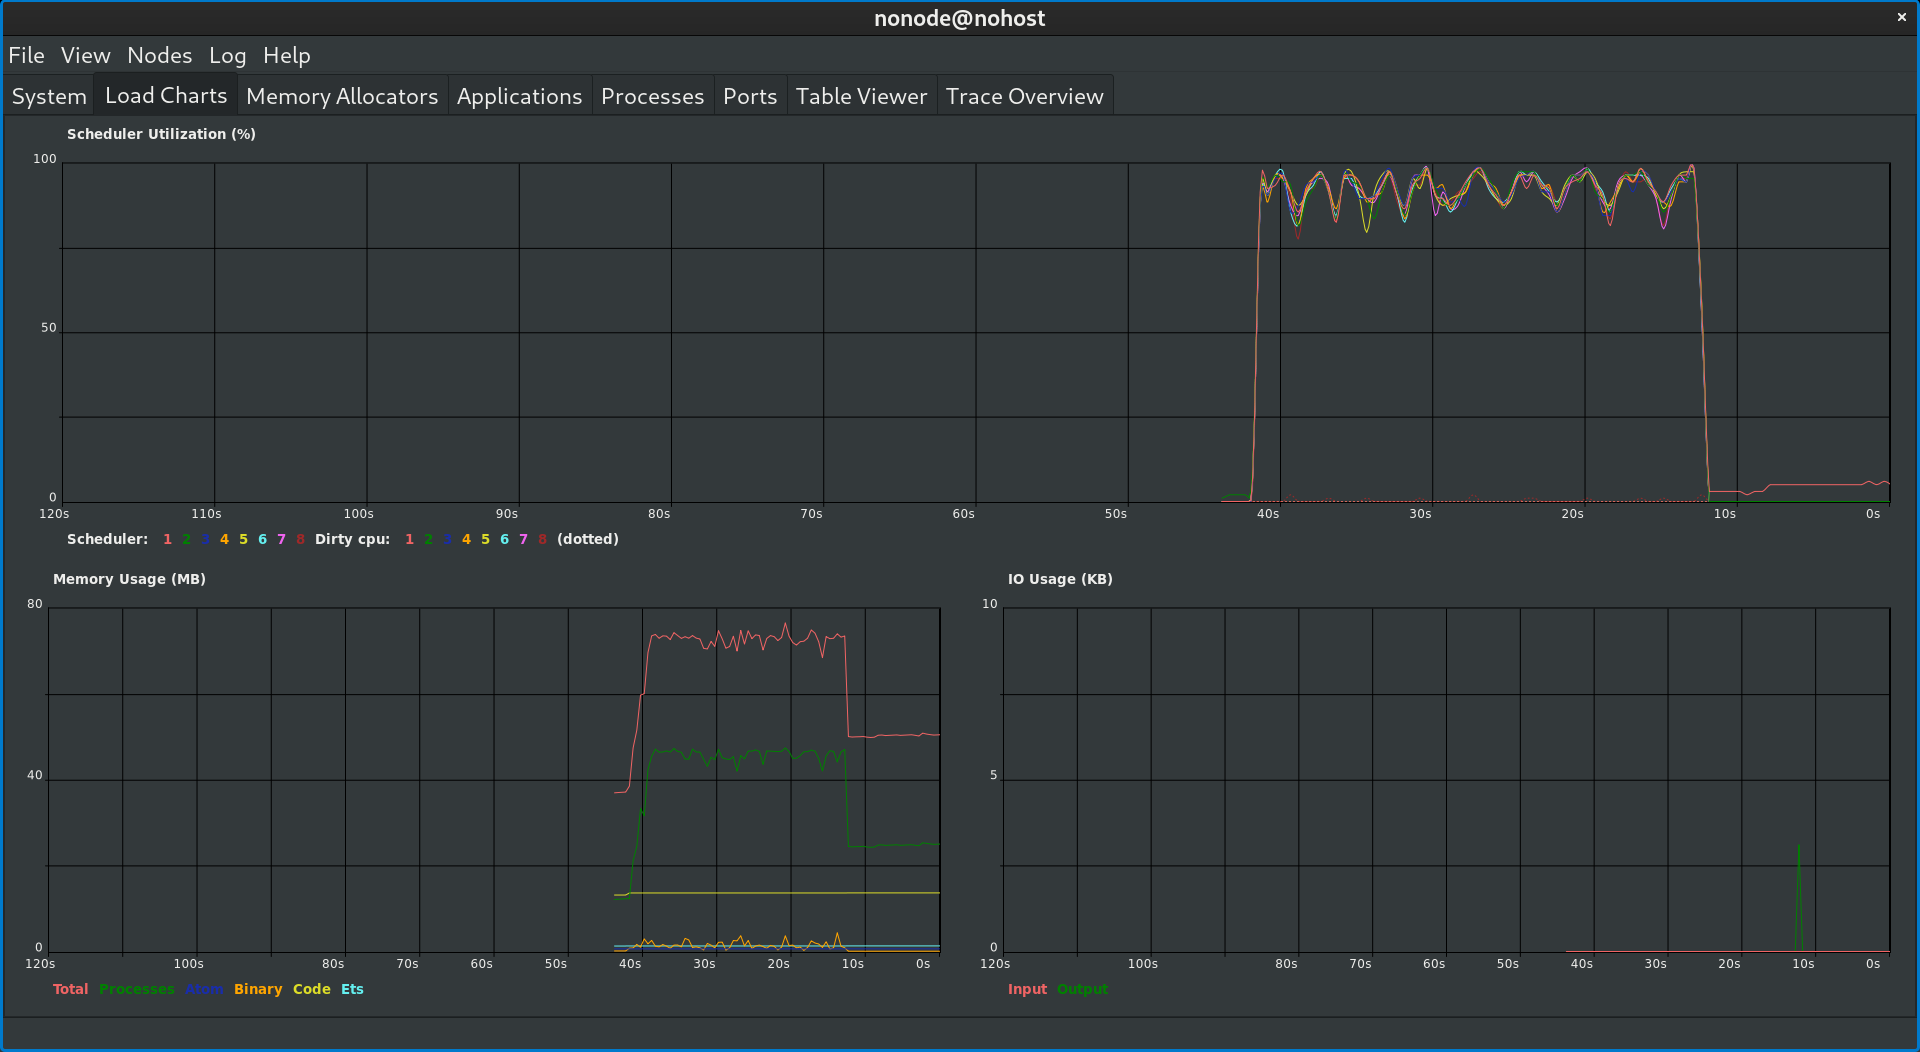 nonode@nohost ×
File View Nodes Log Help
System Load Charts Memory Allocators Applications Processes Ports Table Viewer Trace Overview
Scheduler Utilization (%)
100
50
0
120s 110s 100s 90s 80s 70s 60s 50s 40s 30s 20s 10s 0s
Scheduler: 1 2 3 4 5 6 7 8 Dirty cpu: 1 2 3 4 5 6 7 8 (dotted)
Memory Usage (MB)
80
40
0
120s 100s 80s 70s 60s 50s 40s 30s 20s 10s 0s
Total Processes Atom Binary Code Ets
IO Usage (KB)
10
5
0
120s 100s 80s 70s 60s 50s 40s 30s 20s 10s 0s
Input Output